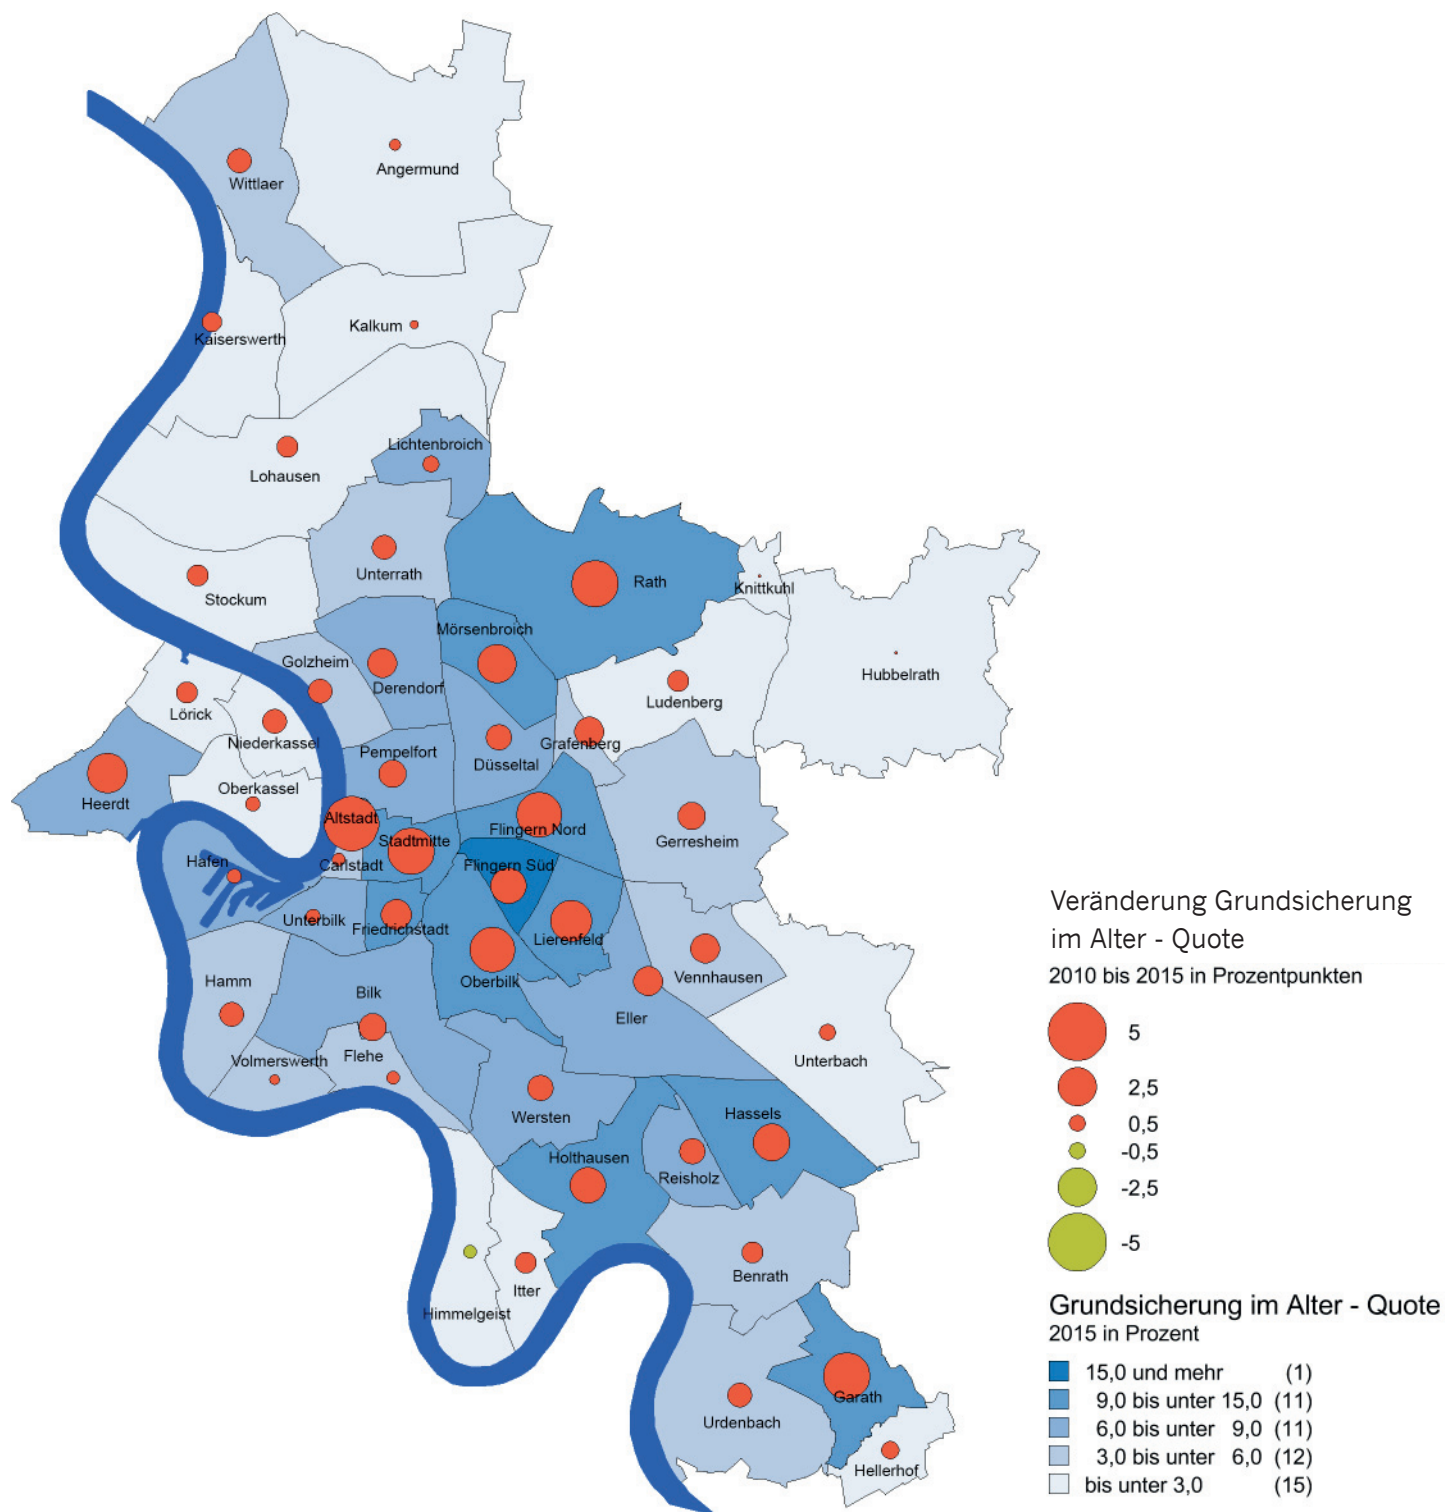 Angermund
Wittlaer
Kalkum
Kaiserswerth
Lichtenbroich
Lohausen
Unterrath
Rath
Knittkuhl
Stockum
Mörsenbroich
Golzheim
Hubbelrath
Derendorf
Ludenberg
Lörick
Niederkassel
Grafenberg
Pempelfort
Düsseltal
Oberkassel
Heerdt
Altstadt
Flingern Nord
Stadtmitte
Gerresheim
Hafen
Carlstadt
Flingern Süd
Unterbilk
Friedrichstadt
Lierenfeld
Vennhausen
Hamm
Oberbilk
Bilk
Eller
Flehe
Volmerswerth
Unterbach
Wersten
Hassels
Holthausen
Reisholz
Benrath
Itter
Himmelgeist
Garath
Urdenbach
Hellerhof
Veränderung Grundsicherung
im Alter - Quote
2010 bis 2015 in Prozentpunkten
5
2,5
0,5
-0,5
-2,5
-5
Grundsicherung im Alter - Quote
2015 in Prozent
15,0 und mehr (1)
9,0 bis unter 15,0 (11)
6,0 bis unter 9,0 (11)
3,0 bis unter 6,0 (12)
bis unter 3,0 (15)